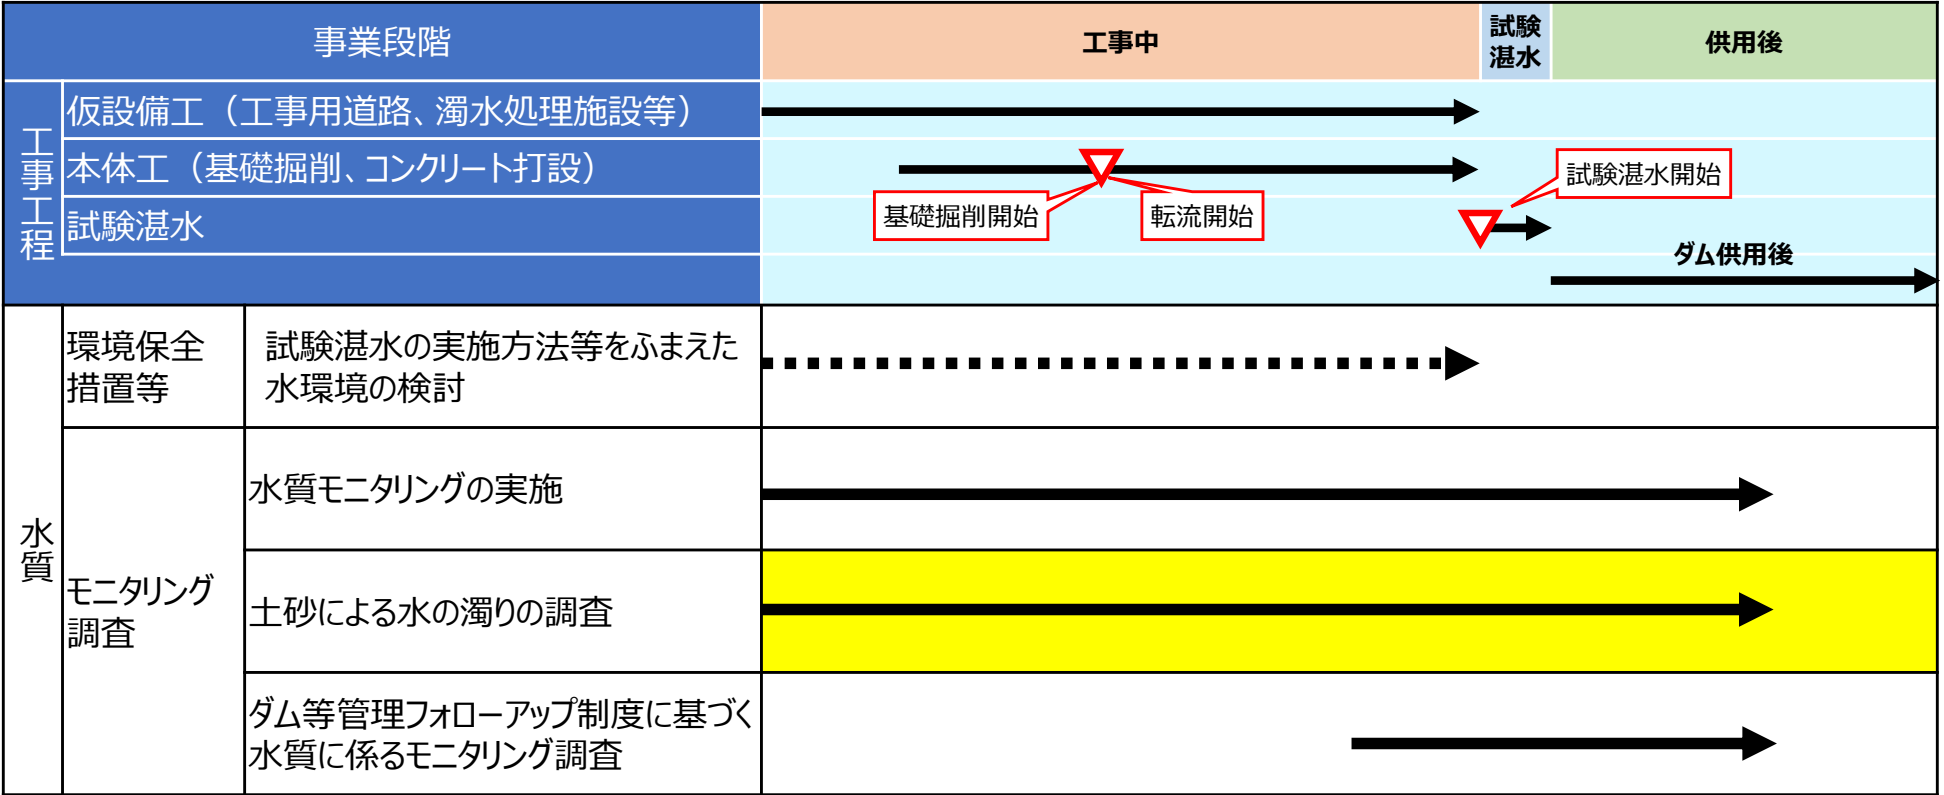 事業段階
工事中
試験
湛水
供用後
工事工程
仮設備工（工事用道路、濁水処理施設等）
本体工（基礎掘削、コンクリート打設）
試験湛水
基礎掘削開始
転流開始
試験湛水開始
ダム供用後
水質
環境保全
措置等
試験湛水の実施方法等をふまえた
水環境の検討
モニタリング
調査
水質モニタリングの実施
土砂による水の濁りの調査
ダム等管理フォローアップ制度に基づく
水質に係るモニタリング調査